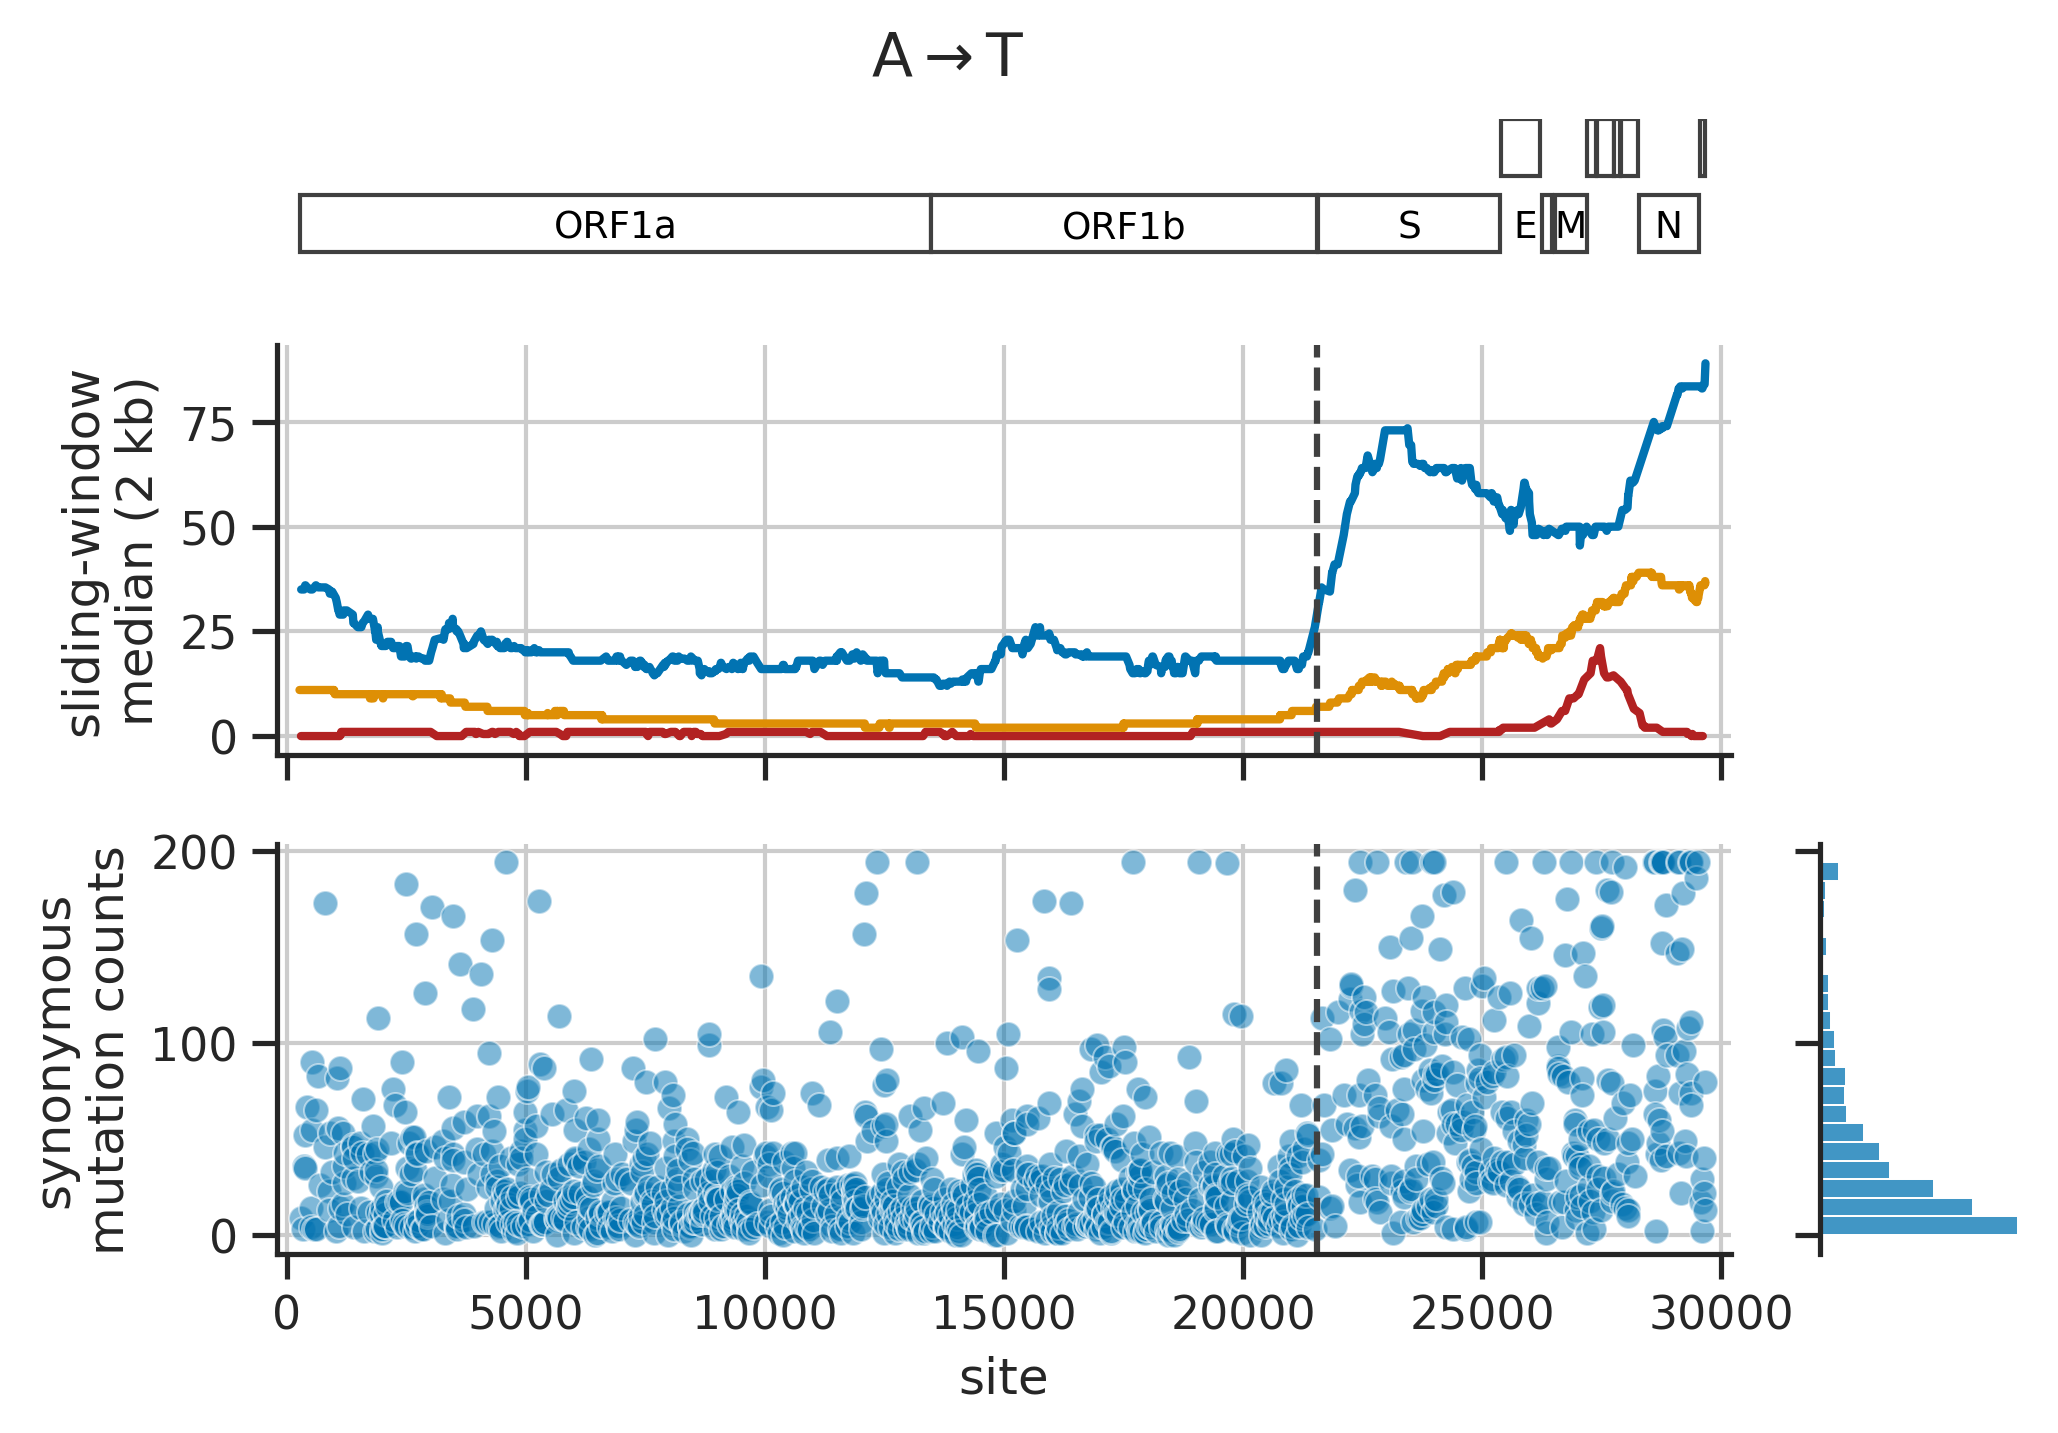 A→T
ORF1a ORF1b S E M N
sliding-window
median (2 kb)
75
50
25
0
synonymous
mutation counts
200
100
0
0 5000 10000 15000 20000 25000 30000
site